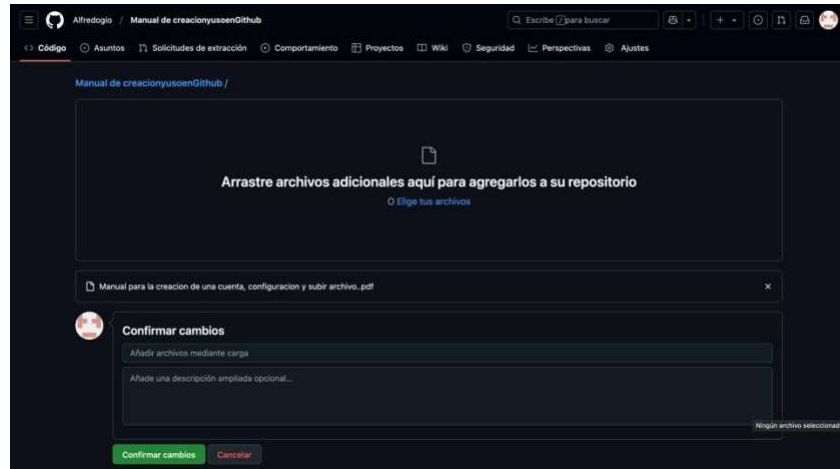 Alfredogio / Manual de creacionyusoenGithub
Escribe / para buscar
Código Asuntos Solicitudes de extracción Comportamiento Proyectos Wiki Seguridad Perspectivas Ajustes
Manual de creacionyusoenGithub /
Arrastre archivos adicionales aquí para agregarlos a su repositorio
O Elige tus archivos
Manual para la creacion de una cuenta, configuracion y subir archivo..pdf
Confirmar cambios
Añadir archivos mediante carga
Añade una descripción ampliada opcional...
Ningún archivo seleccionad
Confirmar cambios Cancelar